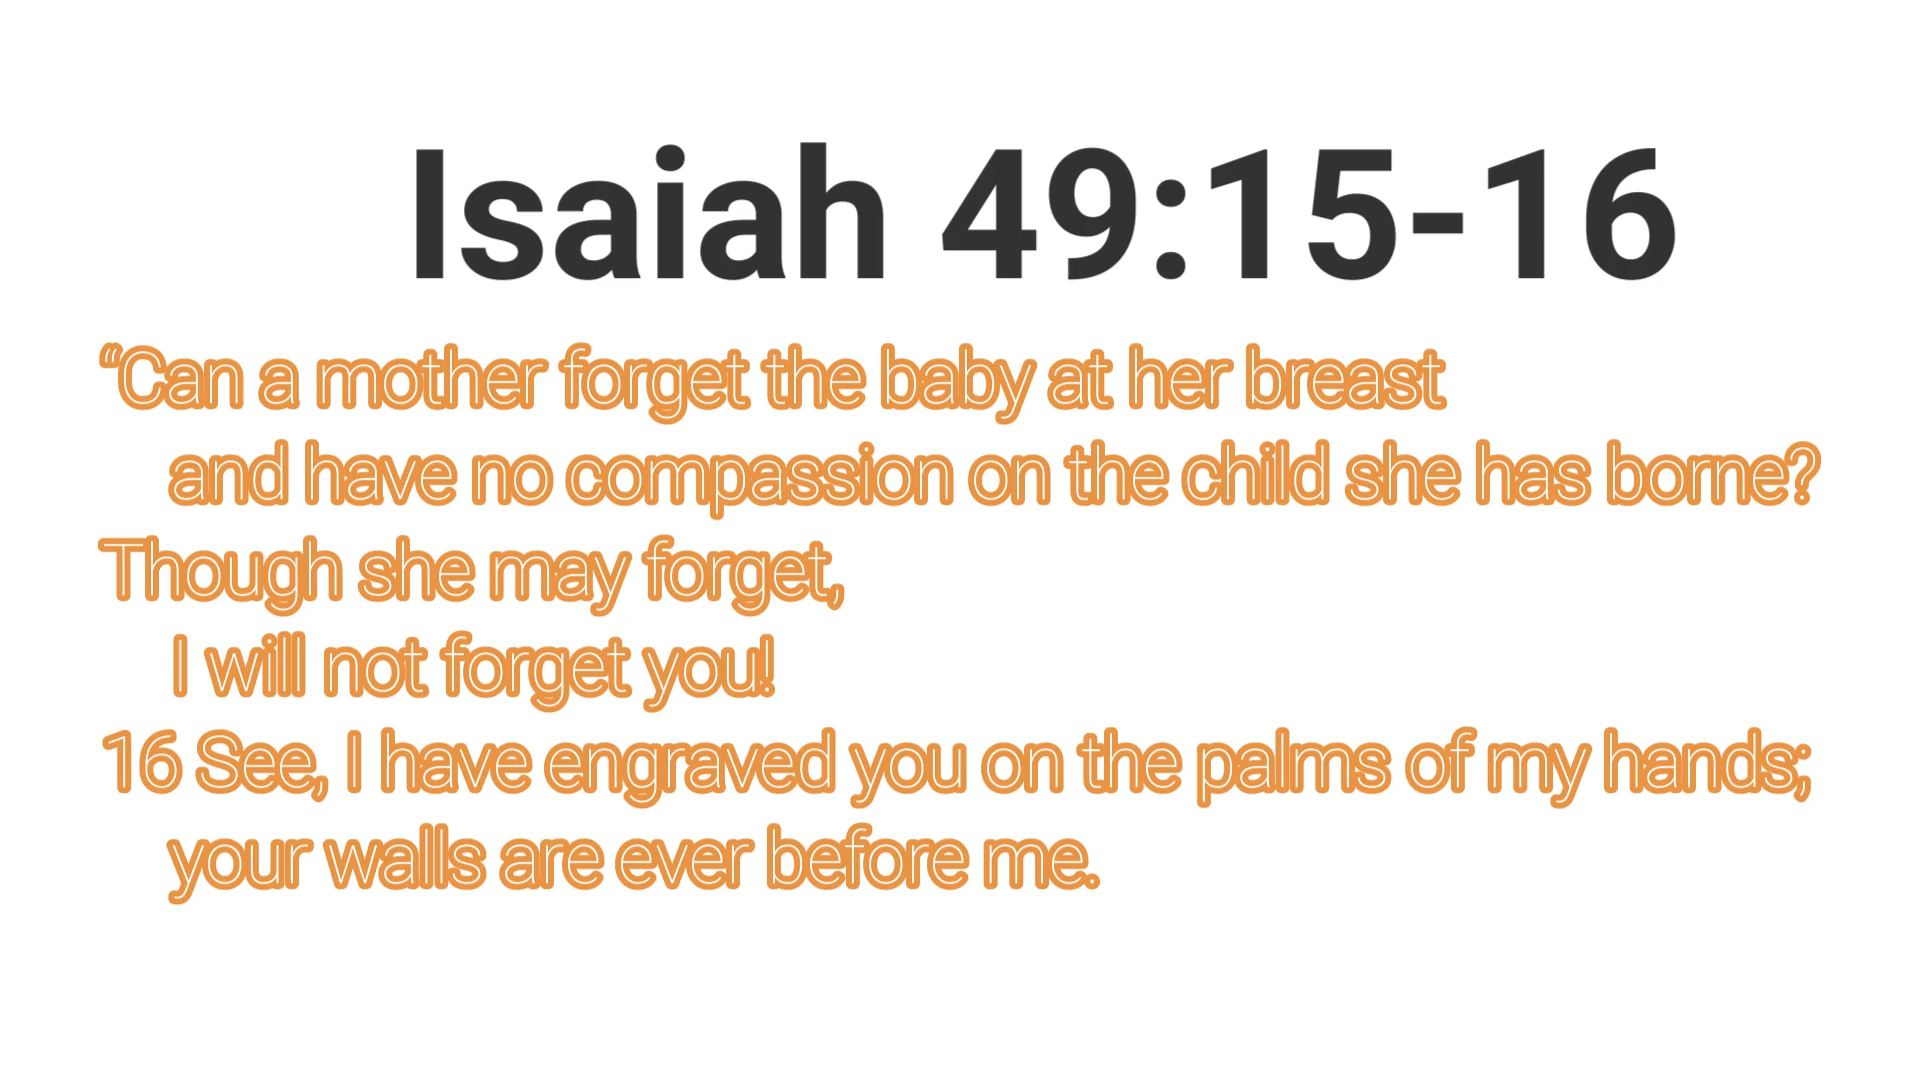 Isaiah 49:15-16
“Can a mother forget the baby at her breast
and have no compassion on the child she has borne?
Though she may forget,
I will not forget you!
16 See, I have engraved you on the palms of my hands;
your walls are ever before me.